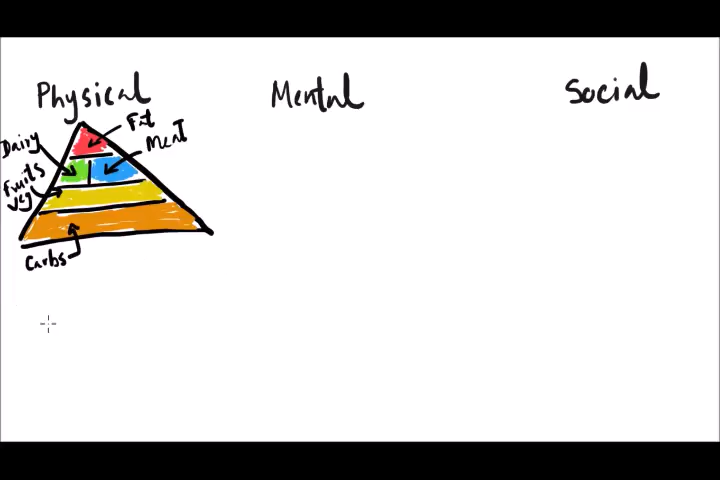 Physical
Mental
Social
Fat
Dairy
Meat
Fruits
veg
Carbs